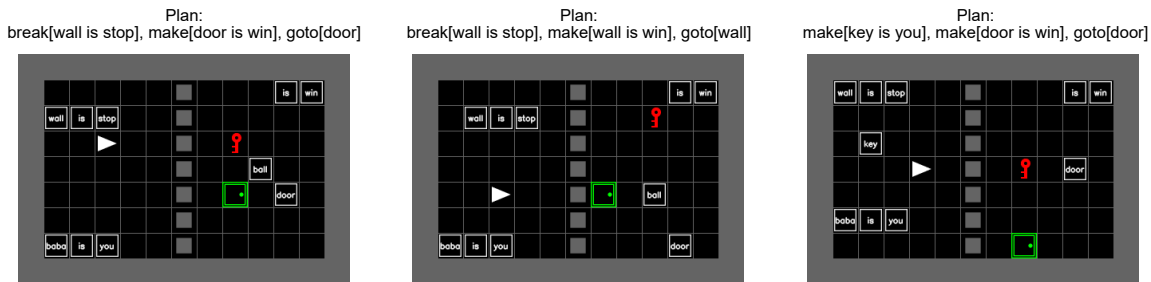 Plan:
break[wall is stop], make[door is win], goto[door]
is win
wall is stop
ball
door
baba is you
Plan:
break[wall is stop], make[wall is win], goto[wall]
is win
wall is stop
ball
baba is you door
Plan:
make[key is you], make[door is win], goto[door]
wall is stop is win
key
door
baba is you